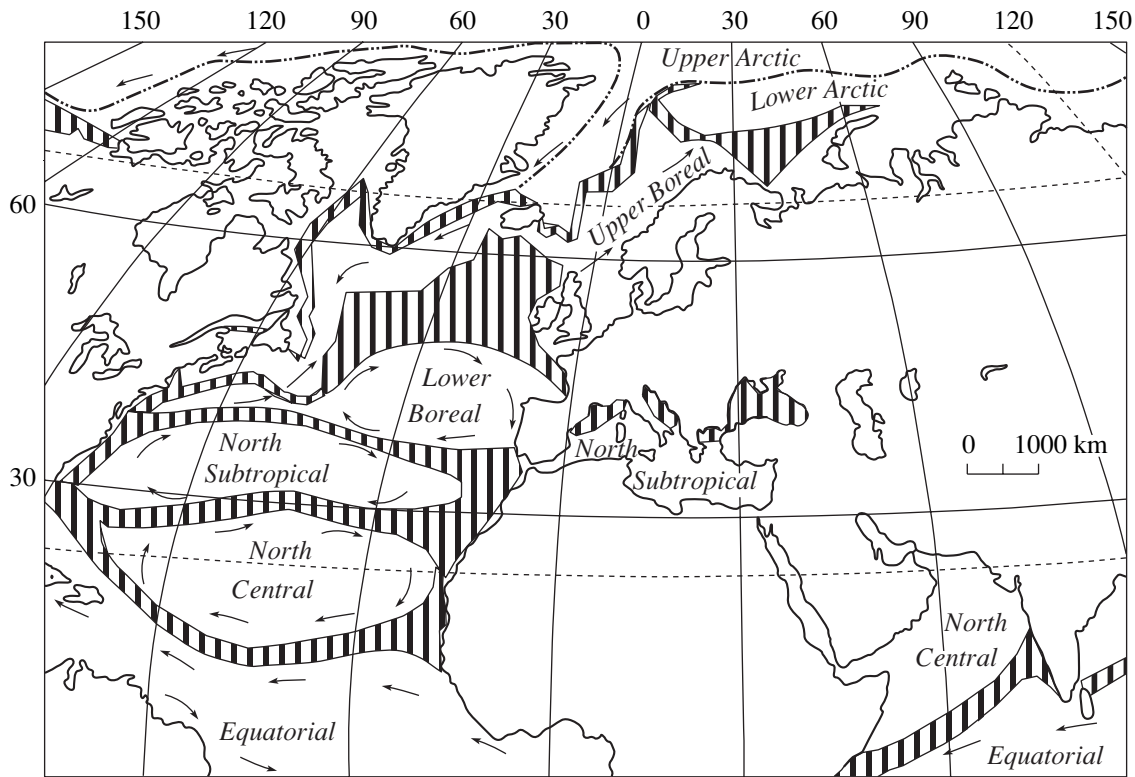 150 120 90 60 30 0 30 60 90 120 150
Upper Arctic
Lower Arctic
Upper Boreal
60
Lower
Boreal
North
Subtropical
North
Subtropical
0 1000 km
30
North
Central
North
Central
Equatorial
Equatorial